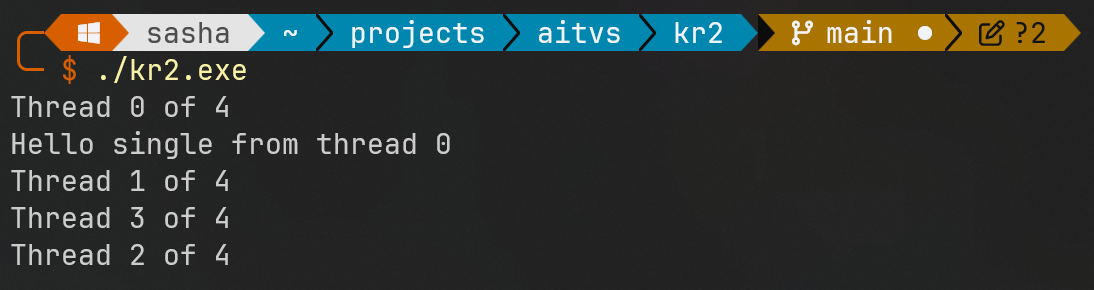 sasha ~ projects aitvs kr2 main ?2
$ ./kr2.exe
Thread 0 of 4
Hello single from thread 0
Thread 1 of 4
Thread 3 of 4
Thread 2 of 4